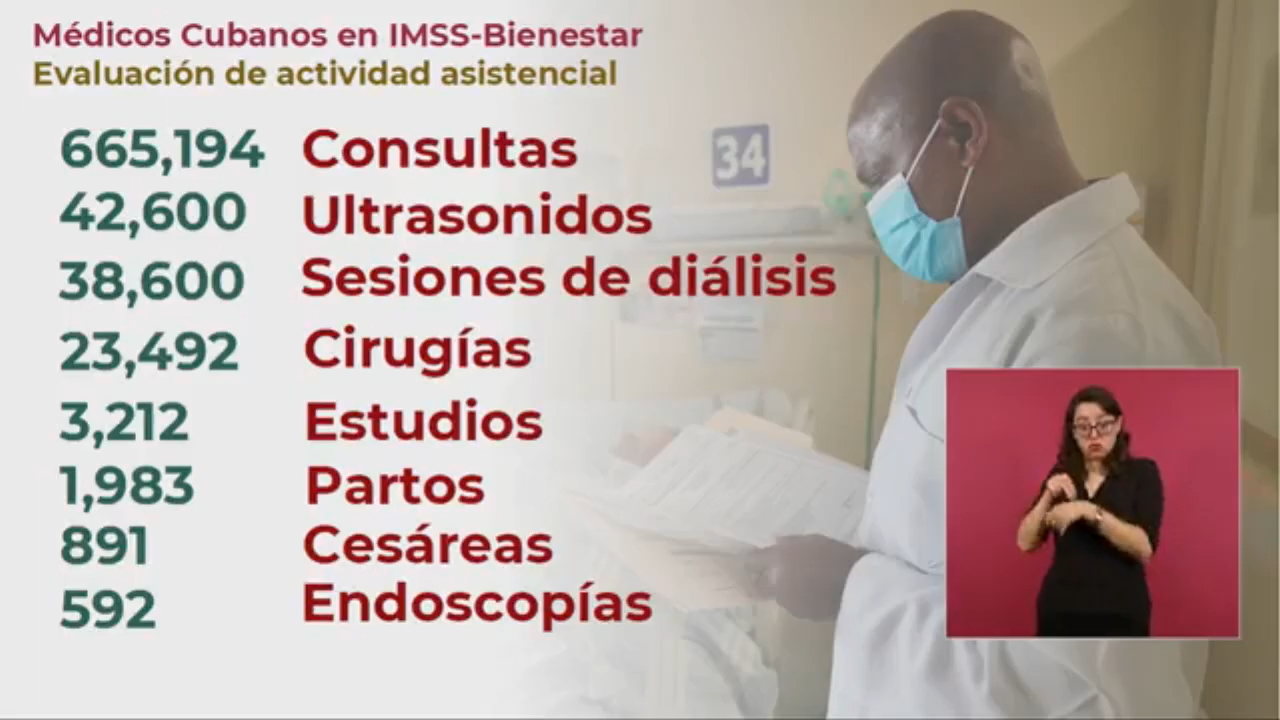 Médicos Cubanos en IMSS-Bienestar
Evaluación de actividad asistencial
665,194 Consultas
42,600 Ultrasonidos
38,600 Sesiones de diálisis
23,492 Cirugías
3,212 Estudios
1,983 Partos
891 Cesáreas
592 Endoscopías
34